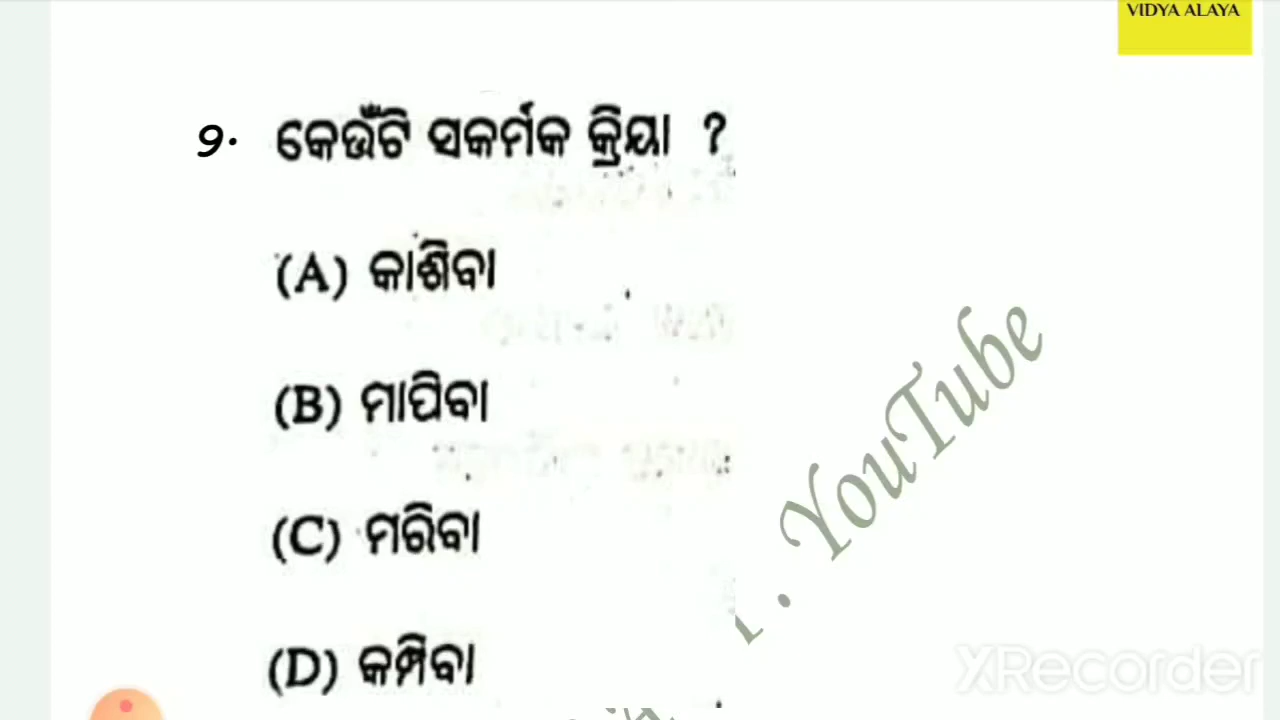 VIDYA ALAYA
୨. କେଉଁଟି ସକର୍ମକ କ୍ରିୟା ?
(A) କାଶିବା
(B) ମାପିବା
(C) ମରିବା
(D) କମ୍ପିବା
. YouTube
XRecorder